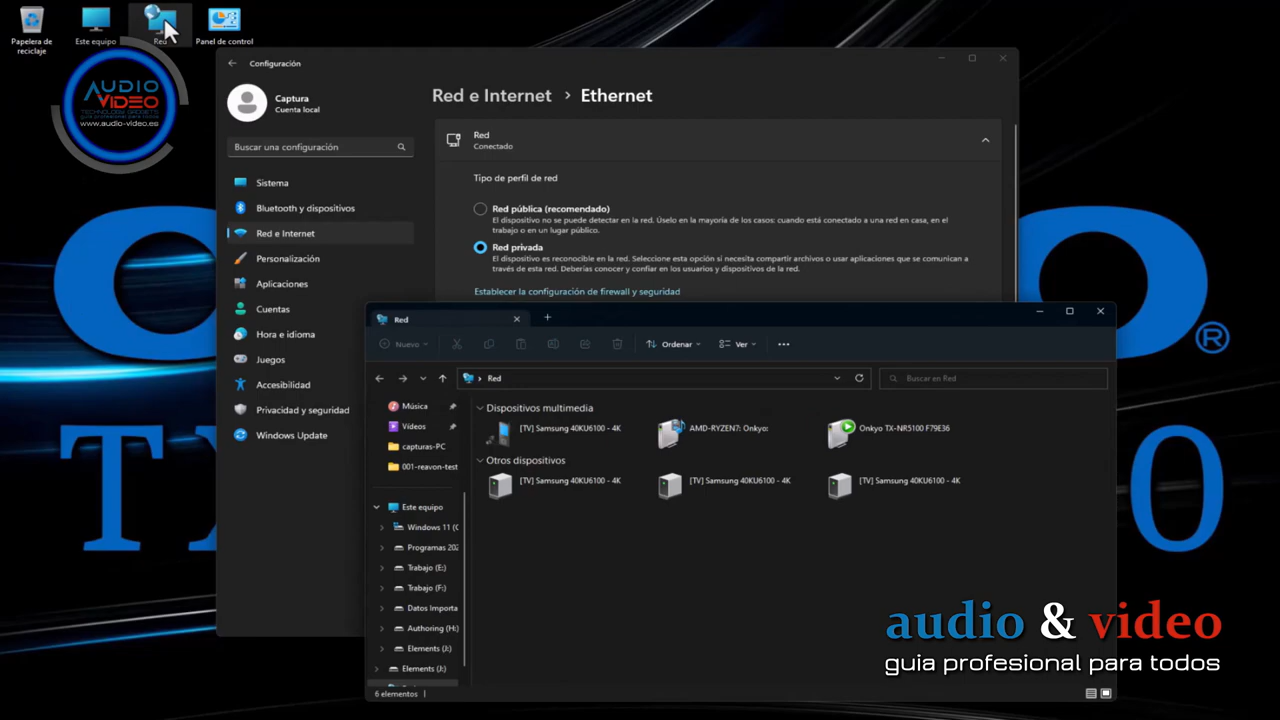 Papelera de
reciclaje
Este equipo
Red
Panel de control
AUDIO
VIDEO
TECHNOLOGY GADGETS
guia profesional para todos
www.audio-video.es
Configuración
Captura
Cuenta local
Buscar una configuración
Sistema
Bluetooth y dispositivos
Red e Internet
Personalización
Aplicaciones
Cuentas
Hora e idioma
Juegos
Accesibilidad
Privacidad y seguridad
Windows Update
Red e Internet › Ethernet
Red
Conectado
Tipo de perfil de red
Red pública (recomendado)
El dispositivo no se puede detectar en la red. Úselo en la mayoría de los casos: cuando está conectado a una red en casa, en el
trabajo o en un lugar público.
Red privada
El dispositivo es reconocible en la red. Seleccione esta opción si necesita compartir archivos o usar aplicaciones que se comunican a
través de esta red. Deberías conocer y confiar en los usuarios y dispositivos de la red.
Establecer la configuración de firewall y seguridad
Red
Nuevo
Ordenar
Ver
Red
Buscar en Red
Música
Vídeos
capturas-PC
001-reavon-test
Este equipo
Windows 11 (C
Programas 202
Trabajo (E:)
Trabajo (F:)
Datos Importa
Authoring (H:)
Elements (J:)
Elements (J:)
Dispositivos multimedia
[TV] Samsung 40KU6100 - 4K
AMD-RYZEN7: Onkyo:
Onkyo TX-NR5100 F79E36
Otros dispositivos
[TV] Samsung 40KU6100 - 4K
[TV] Samsung 40KU6100 - 4K
[TV] Samsung 40KU6100 - 4K
6 elementos
O
O®
TX
0
audio & video
guia profesional para todos